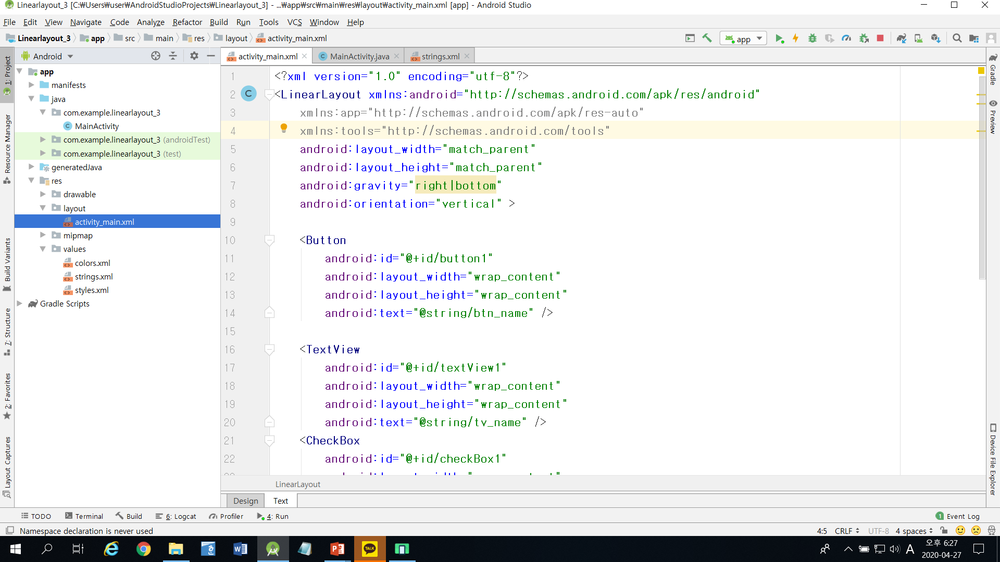 Linearlayout_3 [C:₩Users₩user₩AndroidStudioProjects₩Linearlayout_3] - ...₩app₩src₩main₩res₩layout₩activity_main.xml [app] - Android Studio
File Edit View Navigate Code Analyze Refactor Build Run Tools VCS Window Help
Linearlayout_3 app src main res layout activity_main.xml
app
Android
activity_main.xml
MainActivity.java
strings.xml
1: Project
Resource Manager
Build Variants
7: Structure
2: Favorites
Layout Captures
app
manifests
java
com.example.linearlayout_3
MainActivity
com.example.linearlayout_3 (androidTest)
com.example.linearlayout_3 (test)
generatedJava
res
drawable
layout
activity_main.xml
mipmap
values
colors.xml
strings.xml
styles.xml
Gradle Scripts
1 <?xml version="1.0" encoding="utf-8"?>
2 <LinearLayout xmlns:android="http://schemas.android.com/apk/res/android"
3 xmlns:app="http://schemas.android.com/apk/res-auto"
4 xmlns:tools="http://schemas.android.com/tools"
5 android:layout_width="match_parent"
6 android:layout_height="match_parent"
7 android:gravity="right|bottom"
8 android:orientation="vertical" >
9
10 <Button
11 android:id="@+id/button1"
12 android:layout_width="wrap_content"
13 android:layout_height="wrap_content"
14 android:text="@string/btn_name" />
15
16 <TextView
17 android:id="@+id/textView1"
18 android:layout_width="wrap_content"
19 android:layout_height="wrap_content"
20 android:text="@string/tv_name" />
21 <CheckBox
22 android:id="@+id/checkBox1"
Gradle
Preview
Device File Explorer
LinearLayout
Design Text
TODO Terminal Build 6: Logcat Profiler 4: Run 1 Event Log
Namespace declaration is never used 4:5 CRLF UTF-8 4 spaces
TALK
A
오후 6:27
2020-04-27